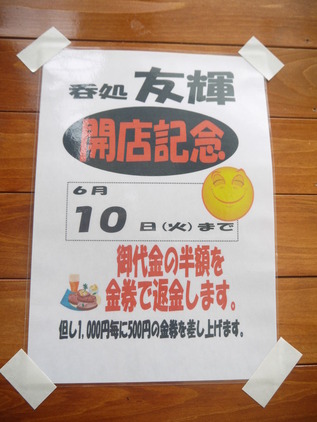 呑処 友輝
開店記念
6月
10 日(火)まで
御代金の半額を
金券で返金します。
但し1,000円毎に500円の金券を差し上げます。